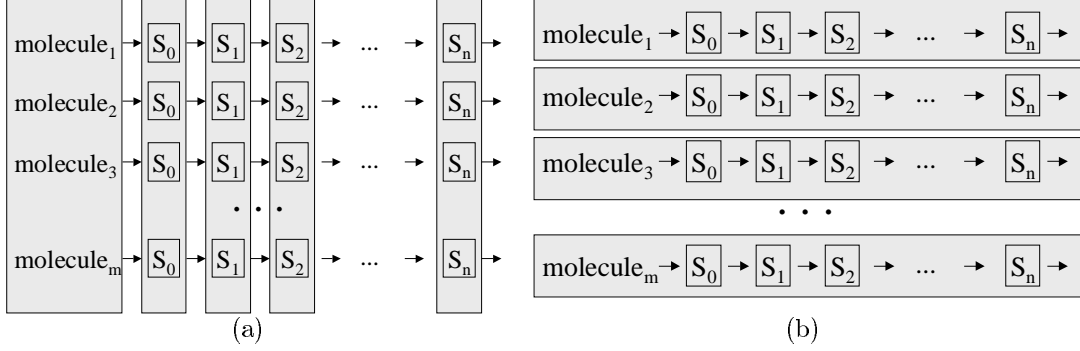 molecule₁ S₀ S₁ S₂ ... Sₙ
molecule₂ S₀ S₁ S₂ ... Sₙ
molecule₃ S₀ S₁ S₂ ... Sₙ
. . .
moleculeₘ S₀ S₁ S₂ ... Sₙ
(a)
molecule₁ S₀ S₁ S₂ ... Sₙ
molecule₂ S₀ S₁ S₂ ... Sₙ
molecule₃ S₀ S₁ S₂ ... Sₙ
. . .
moleculeₘ S₀ S₁ S₂ ... Sₙ
(b)